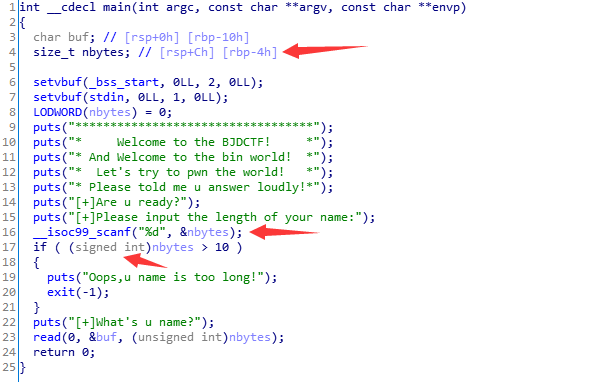 1 int __cdecl main(int argc, const char **argv, const char **envp)
2 {
3 char buf; // [rsp+0h] [rbp-10h]
4 size_t nbytes; // [rsp+Ch] [rbp-4h]
5
6 setvbuf(_bss_start, 0LL, 2, 0LL);
7 setvbuf(stdin, 0LL, 1, 0LL);
8 LODWORD(nbytes) = 0;
9 puts("**********************************");
10 puts("*     Welcome to the BJDCTF!     *");
11 puts("* And Welcome to the bin world!  *");
12 puts("*  Let's try to pwn the world!   *");
13 puts("* Please told me u answer loudly!*");
14 puts("[+]Are u ready?");
15 puts("[+]Please input the length of your name:");
16 __isoc99_scanf("%d", &nbytes);
17 if ( (signed int)nbytes > 10 )
18 {
19 puts("Oops,u name is too long!");
20 exit(-1);
21 }
22 puts("[+]What's u name?");
23 read(0, &buf, (unsigned int)nbytes);
24 return 0;
25 }